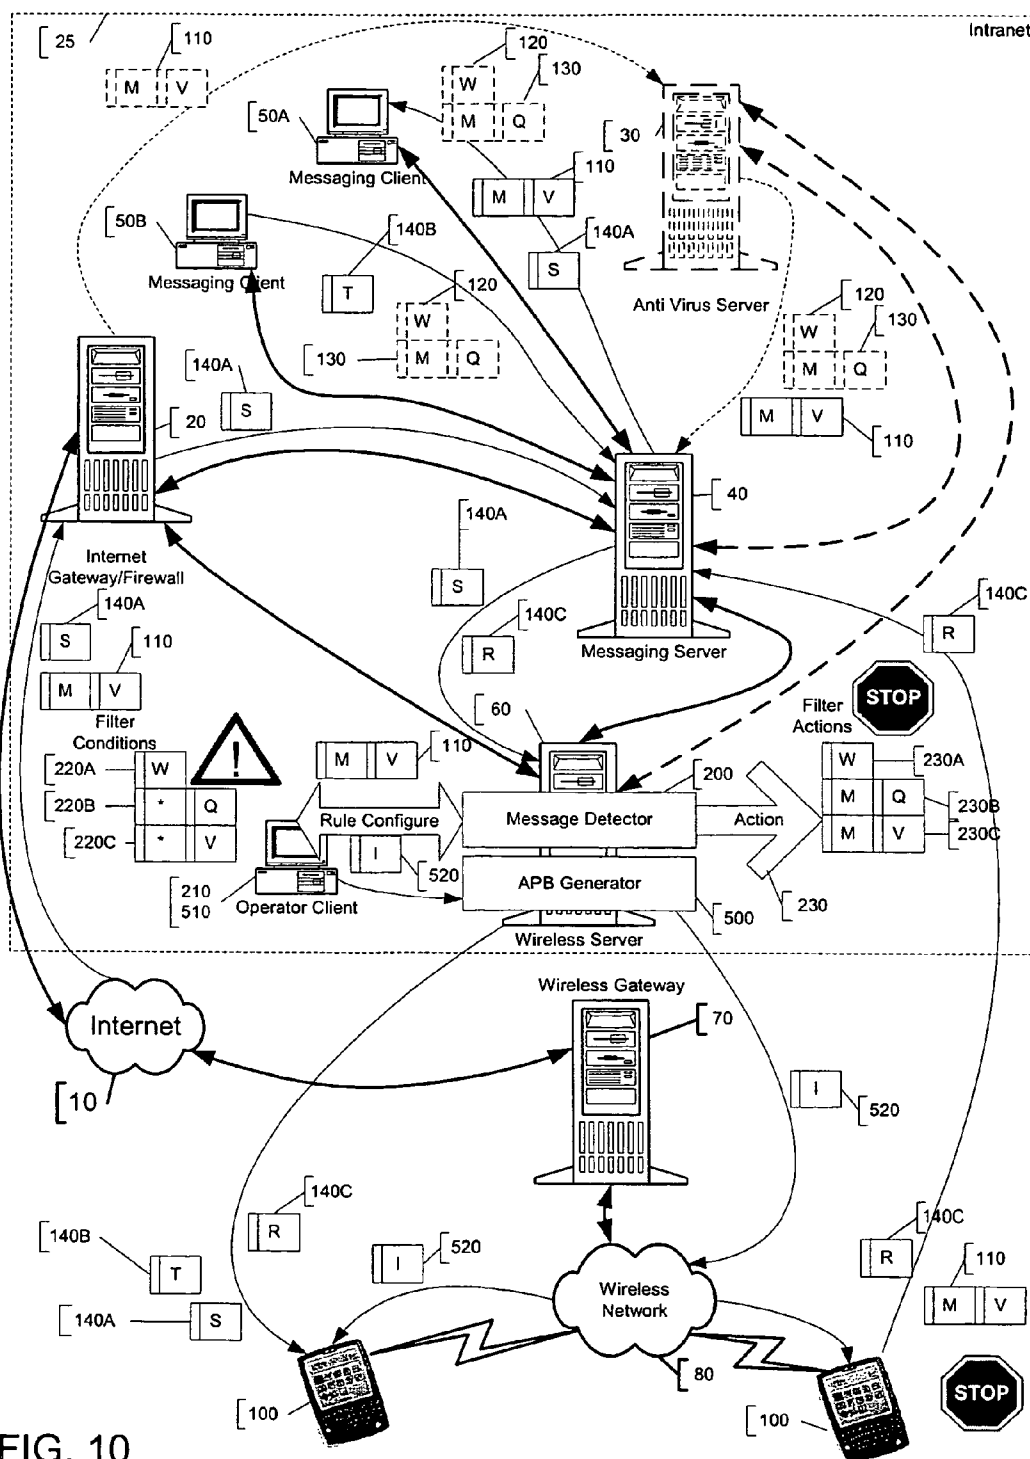 Intranet
25
110
M V
120
W
130
M Q
50A
Messaging Client
30
110
M V
140A
S
50B
Messaging Client
140B
T
120
W
130
M Q
Anti Virus Server
120
W
130
M Q
M V
110
140A
S
20
40
Internet
Gateway/Firewall
140A
S
140C
R
Messaging Server
140C
R
140A
S
110
M V
Filter
Conditions
220A
W
220B
* Q
220C
* V
60
110
M V
Rule Configure
I
520
200
Message Detector
APB Generator
500
Action
230
STOP
Filter
Actions
W
230A
M Q
230B
M V
230C
210
510
Operator Client
Wireless Server
Internet
10
Wireless Gateway
70
I
520
140C
R
140B
T
140A
S
I
520
Wireless
Network
80
140C
R
110
M V
100
100
STOP
FIG. 10